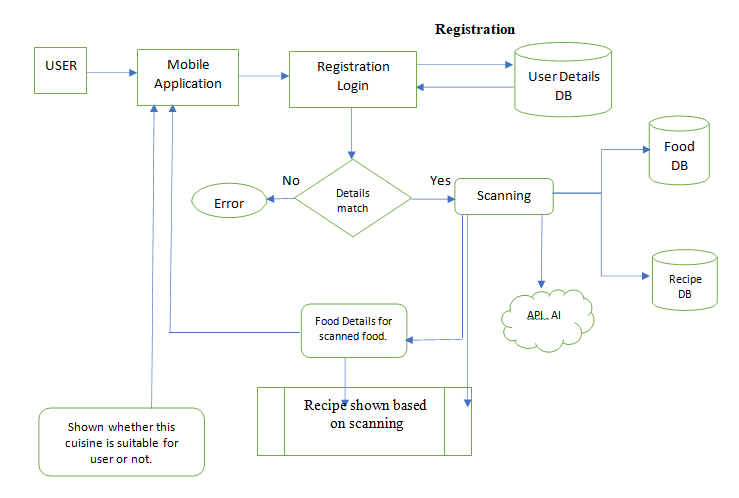 Registration
USER
Mobile
Application
Registration
Login
User Details
DB
Food
DB
No
Yes
Details
match
Scanning
Error
Recipe
DB
API, AI
Food Details for
scanned food.
Recipe shown based
on scanning
Shown whether this
cuisine is suitable for
user or not.